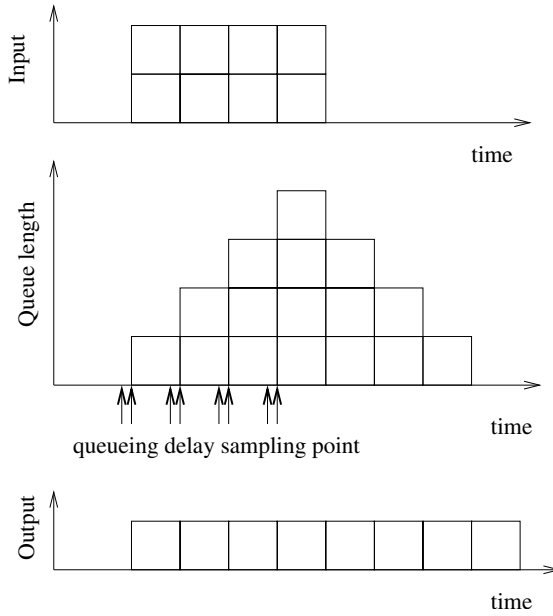 Input
time
Queue length
queueing delay sampling point
time
Output
time